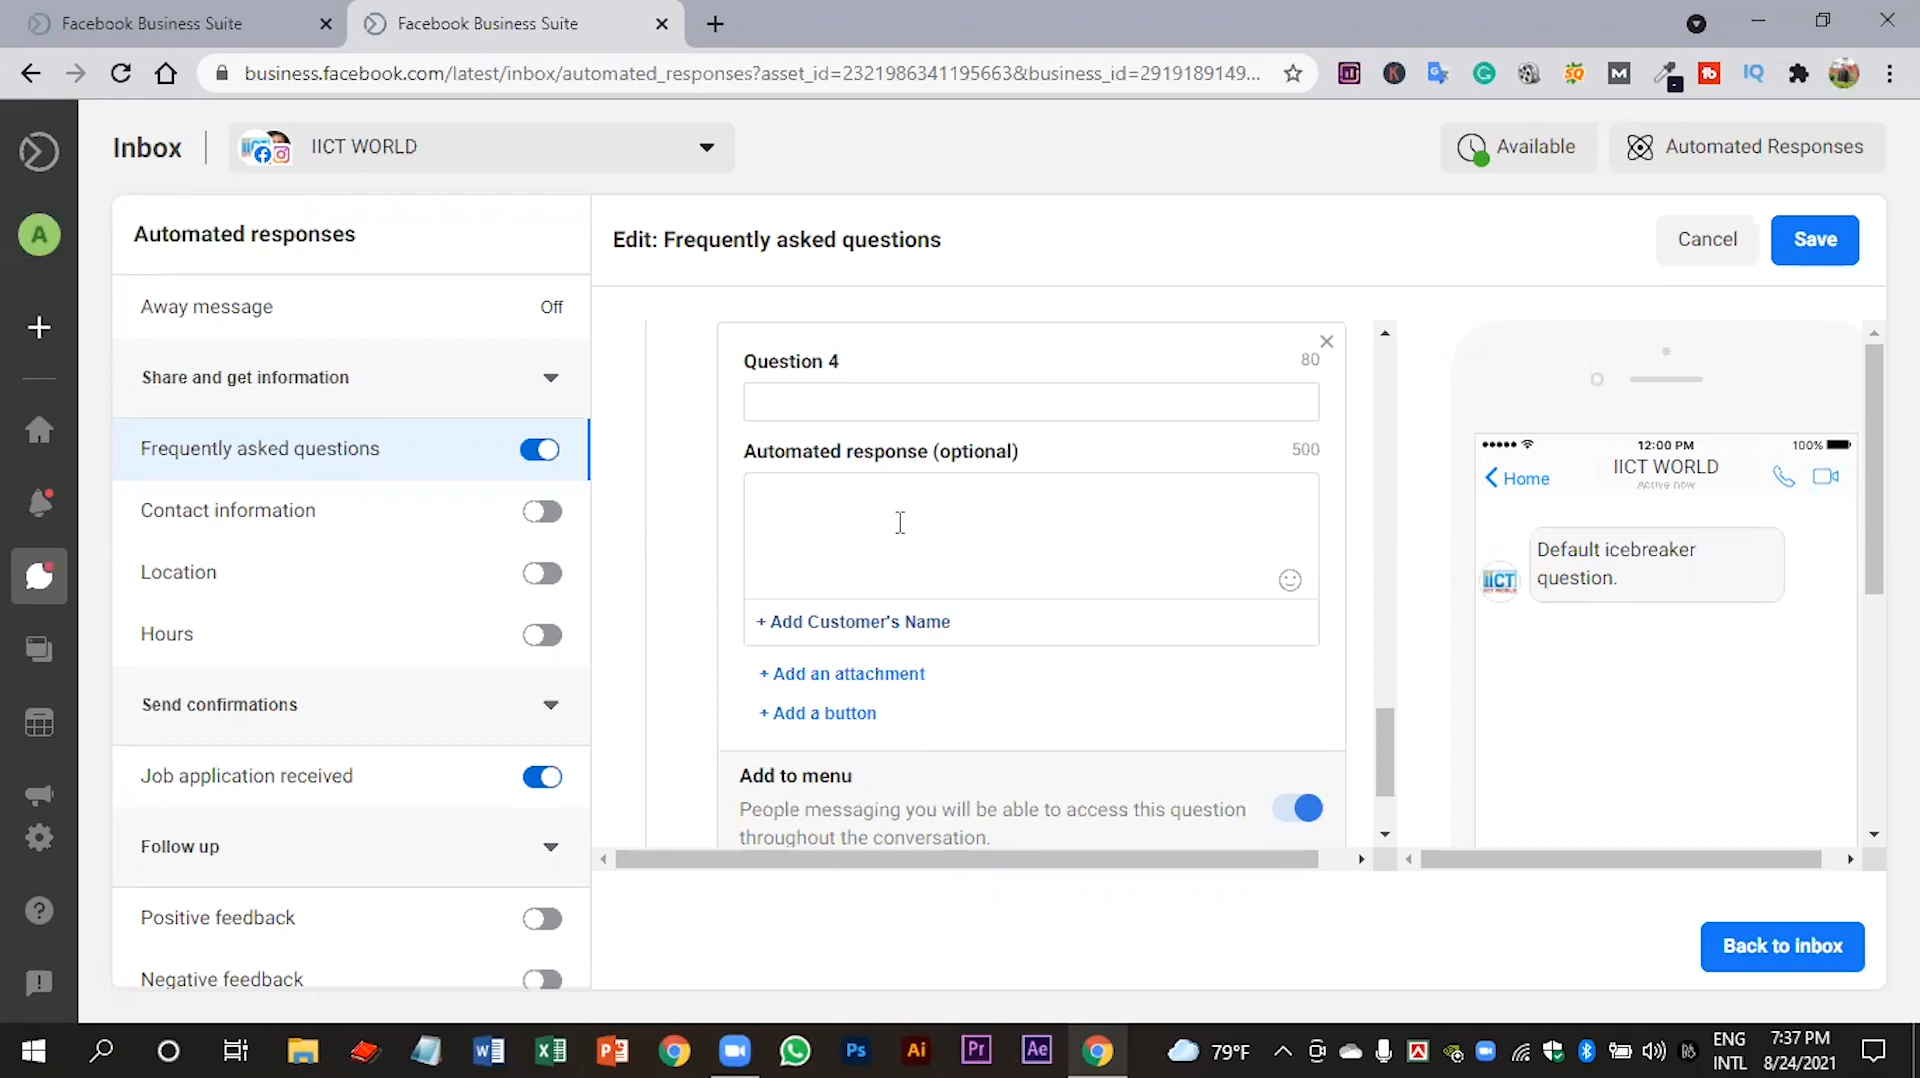 Facebook Business Suite
Facebook Business Suite
business.facebook.com/latest/inbox/automated_responses?asset_id=2321986341195663&business_id=2919189149...
Inbox
IICT WORLD
Available
Automated Responses
A
Automated responses
Away message
Off
Share and get information
Frequently asked questions
Contact information
Location
Hours
Send confirmations
Job application received
Follow up
Positive feedback
Negative feedback
Edit: Frequently asked questions
Cancel
Save
Question 4
80
Automated response (optional)
500
+ Add Customer's Name
+ Add an attachment
+ Add a button
Add to menu
People messaging you will be able to access this question
throughout the conversation.
12:00 PM
100%
Home
IICT WORLD
Active now
Default icebreaker
question.
IICT
Back to inbox
Ps
Ai
Pr
Ae
79°F
ENG
INTL
7:37 PM
8/24/2021